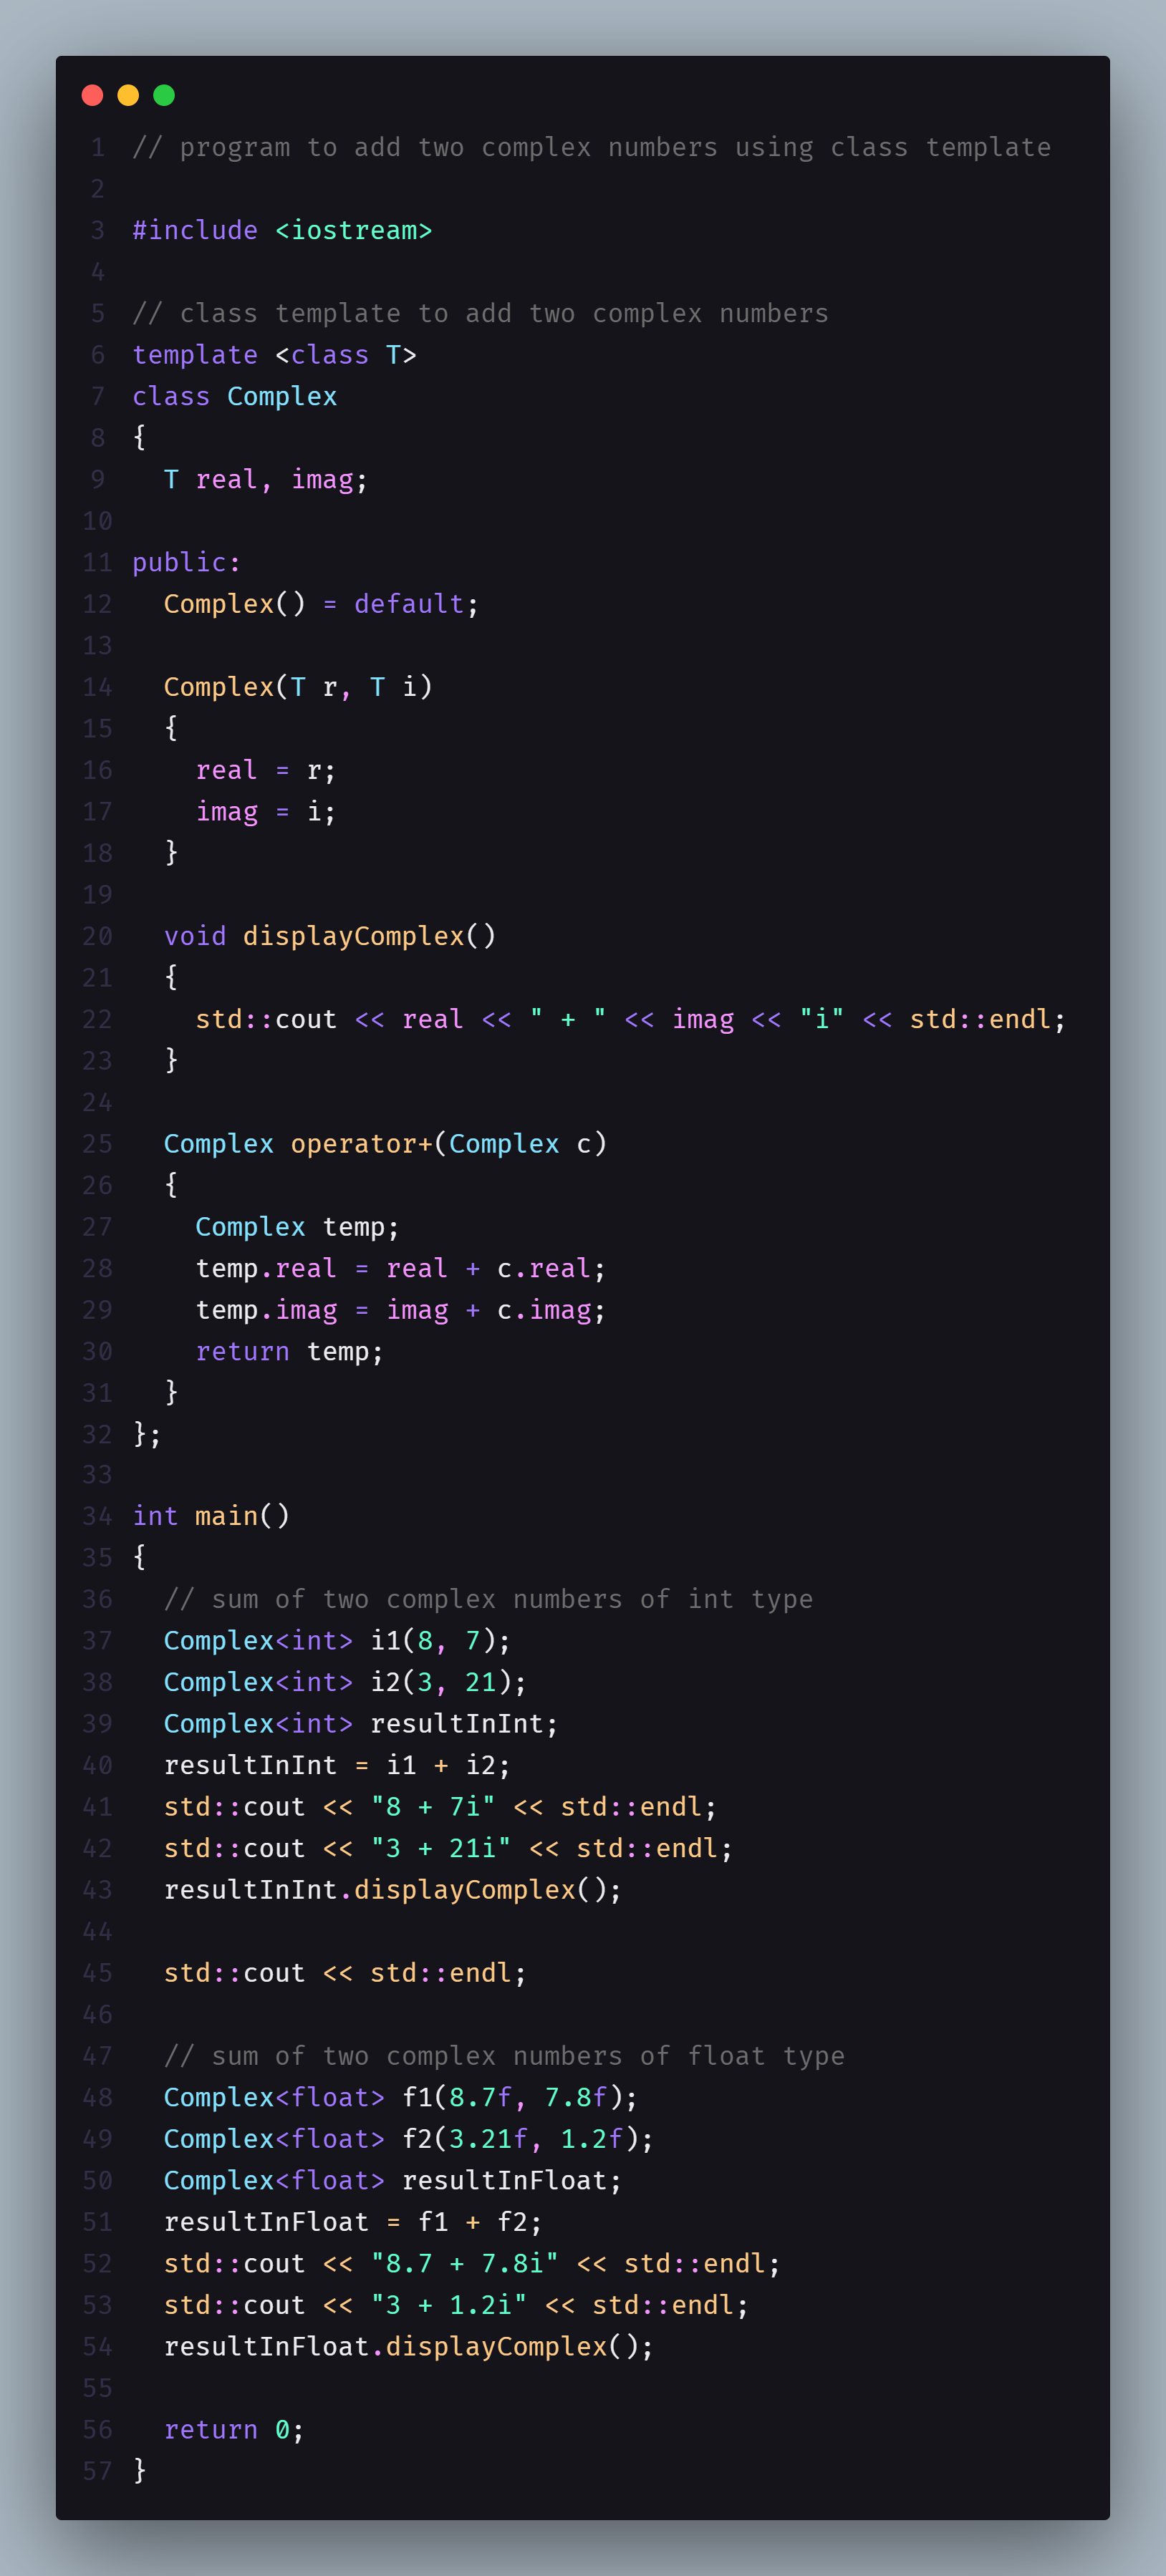 1 // program to add two complex numbers using class template
2
3 #include <iostream>
4
5 // class template to add two complex numbers
6 template <class T>
7 class Complex
8 {
9   T real, imag;
10
11 public:
12   Complex() = default;
13
14   Complex(T r, T i)
15   {
16     real = r;
17     imag = i;
18   }
19
20   void displayComplex()
21   {
22     std::cout << real << " + " << imag << "i" << std::endl;
23   }
24
25   Complex operator+(Complex c)
26   {
27     Complex temp;
28     temp.real = real + c.real;
29     temp.imag = imag + c.imag;
30     return temp;
31   }
32 };
33
34 int main()
35 {
36   // sum of two complex numbers of int type
37   Complex<int> i1(8, 7);
38   Complex<int> i2(3, 21);
39   Complex<int> resultInInt;
40   resultInInt = i1 + i2;
41   std::cout << "8 + 7i" << std::endl;
42   std::cout << "3 + 21i" << std::endl;
43   resultInInt.displayComplex();
44
45   std::cout << std::endl;
46
47   // sum of two complex numbers of float type
48   Complex<float> f1(8.7f, 7.8f);
49   Complex<float> f2(3.21f, 1.2f);
50   Complex<float> resultInFloat;
51   resultInFloat = f1 + f2;
52   std::cout << "8.7 + 7.8i" << std::endl;
53   std::cout << "3 + 1.2i" << std::endl;
54   resultInFloat.displayComplex();
55
56   return 0;
57 }